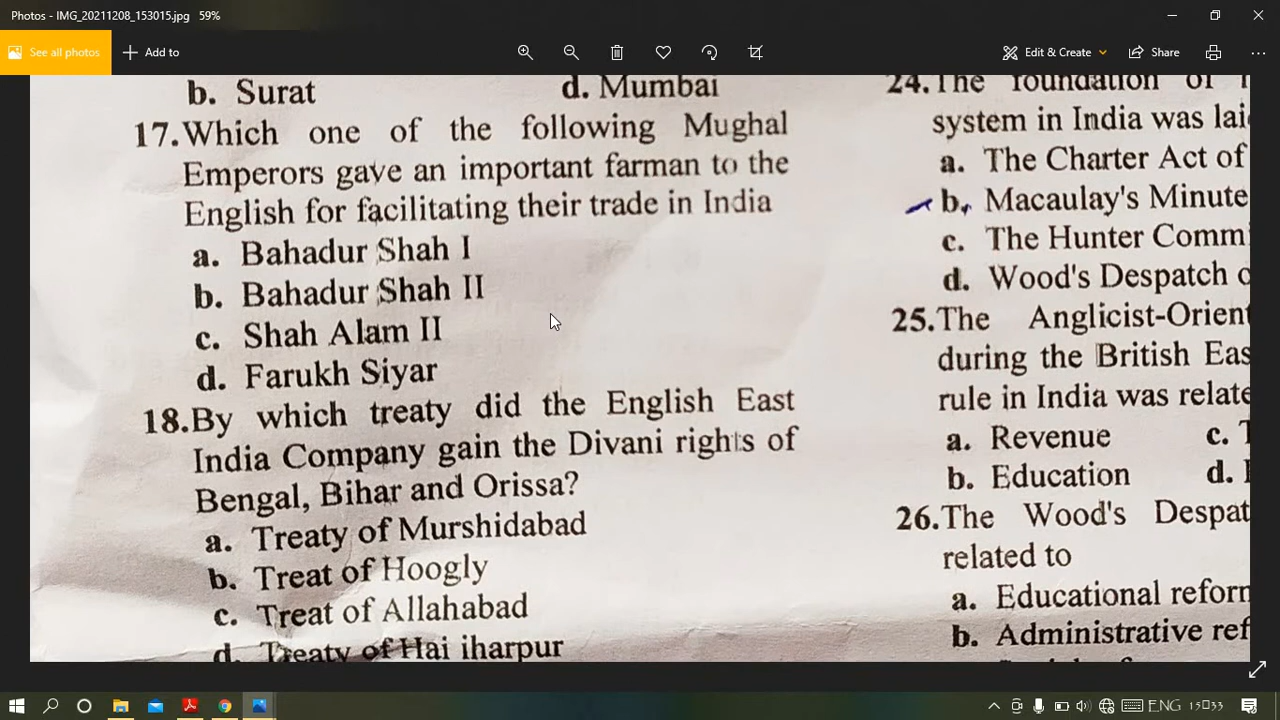 Photos - IMG_20211208_153015.jpg 59%
See all photos
Add to
Edit & Create
Share
b. Surat
d. Mumbai
17. Which one of the following Mughal
Emperors gave an important farman to the
English for facilitating their trade in India
a. Bahadur Shah I
b. Bahadur Shah II
c. Shah Alam II
d. Farukh Siyar
18. By which treaty did the English East
India Company gain the Divani rights of
Bengal, Bihar and Orissa?
a. Treaty of Murshidabad
b. Treat of Hoogly
c. Treat of Allahabad
d. Treaty of Hai iharpur
24. The foundation of
system in India was lai
a. The Charter Act of
b. Macaulay's Minute
c. The Hunter Comm
d. Wood's Despatch
25. The Anglicist-Orient
during the British Eas
rule in India was relate
a. Revenue
c.
b. Education
d.
26. The Wood's Despat
related to
a. Educational reform
b. Administrative ref
ENG